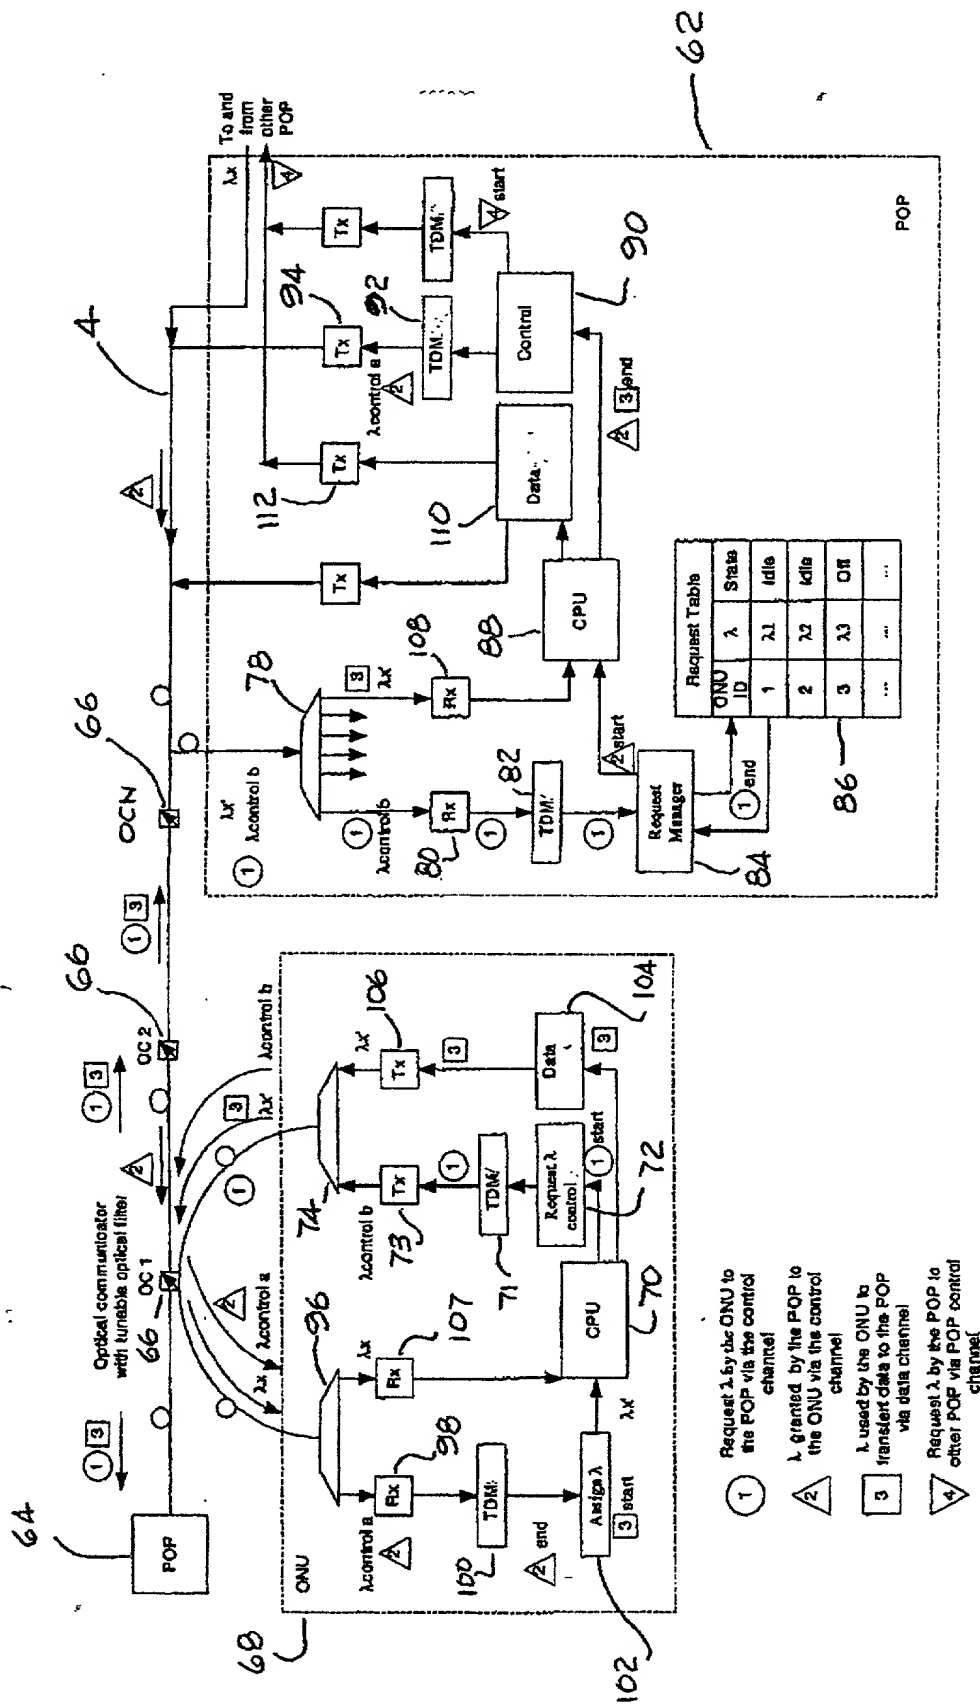 64
POP
1 3
Optical communicator
with tunable optical filter
66
OC 1
2
1 3
OC 2
66
1 3
OCN
66
2
4
λx
To and
from
other
POP
4
62
68
ONU
λx
λcontrol a
2
1
3
λx'
λcontrol b
96
74
λcontrol a
2
Rx
98
λx
Rx
107
λcontrol b
Tx
73
λx'
Tx
106
1
3
TDM
100
TDM/
71
2 end
Assign λ
3 start
102
λx'
CPU
70
Request λ
control
1 start
72
Data
3
104
1
λx'
λcontrol b
78
1
λcontrol b
3
λx'
Rx
80
Rx
108
1
TDM/
82
1
Request
Manager
84
2 start
1 end
CPU
88
2 3 end
Tx
Tx
112
Data
110
λcontrol a
2
Tx
94
TDM
92
Tx
TDM/
4 start
Control
90
Request Table
ONU ID λ State
1 λ1 Idle
2 λ2 Idle
3 λ3 Off
... ... ...
86
POP
1 Request λ by the ONU to
the POP via the control
channel
2 λ granted by the POP to
the ONU via the control
channel
3 λ used by the ONU to
transfert data to the POP
via data channel
4 Request λ by the POP to
other POP via POP control
channel